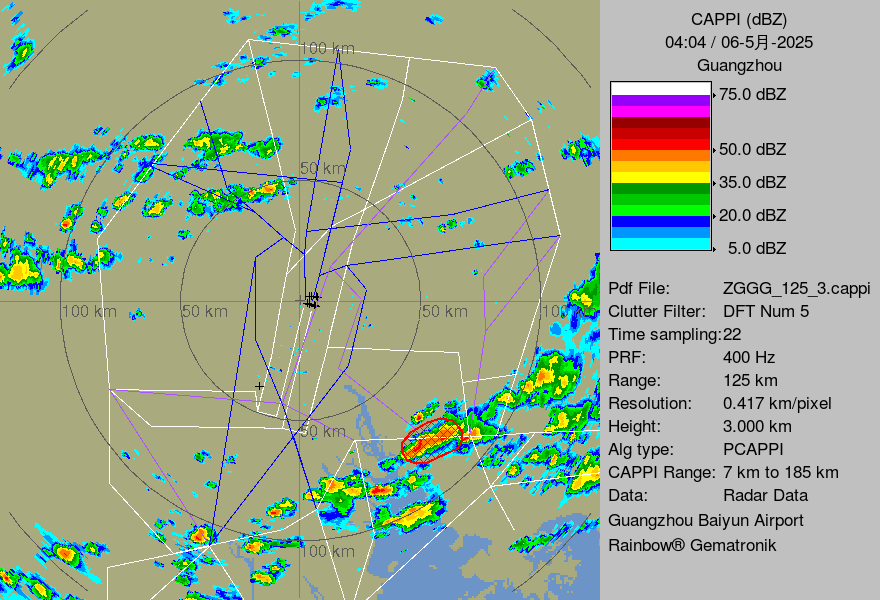 100 km
50 km
100 km
50 km
50 km
100
50 km
100 km
CAPPI (dBZ)
04:04 / 06-5月-2025
Guangzhou
75.0 dBZ
50.0 dBZ
35.0 dBZ
20.0 dBZ
5.0 dBZ
Pdf File: ZGGG_125_3.cappi
Clutter Filter: DFT Num 5
Time sampling:22
PRF: 400 Hz
Range: 125 km
Resolution: 0.417 km/pixel
Height: 3.000 km
Alg type: PCAPPI
CAPPI Range: 7 km to 185 km
Data: Radar Data
Guangzhou Baiyun Airport
Rainbow® Gematronik